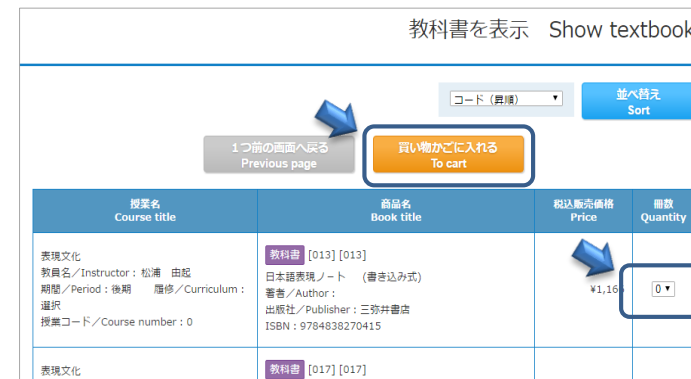 教科書を表示　Show textbook
コード（昇順）
並べ替え
Sort
1つ前の画面へ戻る
Previous page
買い物かごに入れる
To cart
授業名
Course title
商品名
Book title
税込販売価格
Price
冊数
Quantity
表現文化
教員名／Instructor：松浦　由起
期間／Period：後期　　履修／Curriculum：
選択
授業コード／Course number：0
教科書 [013] [013]
日本語表現ノート　(書き込み式)
著者／Author：
出版社／Publisher：三弥井書店
ISBN：9784838270415
¥1,166
0
表現文化
教科書 [017] [017]